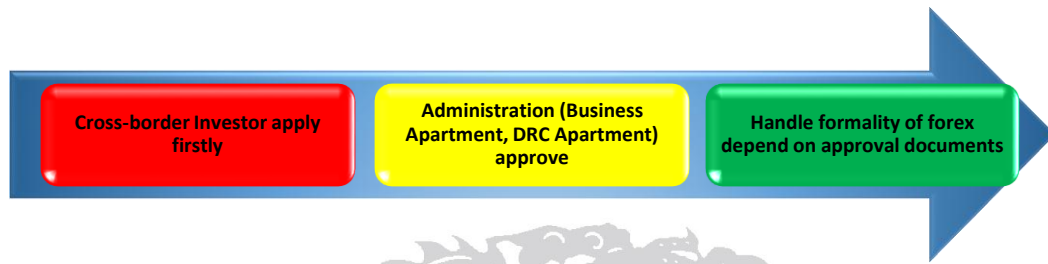 Cross-border Investor apply
firstly
Administration (Business
Apartment, DRC Apartment)
approve
Handle formality of forex
depend on approval documents